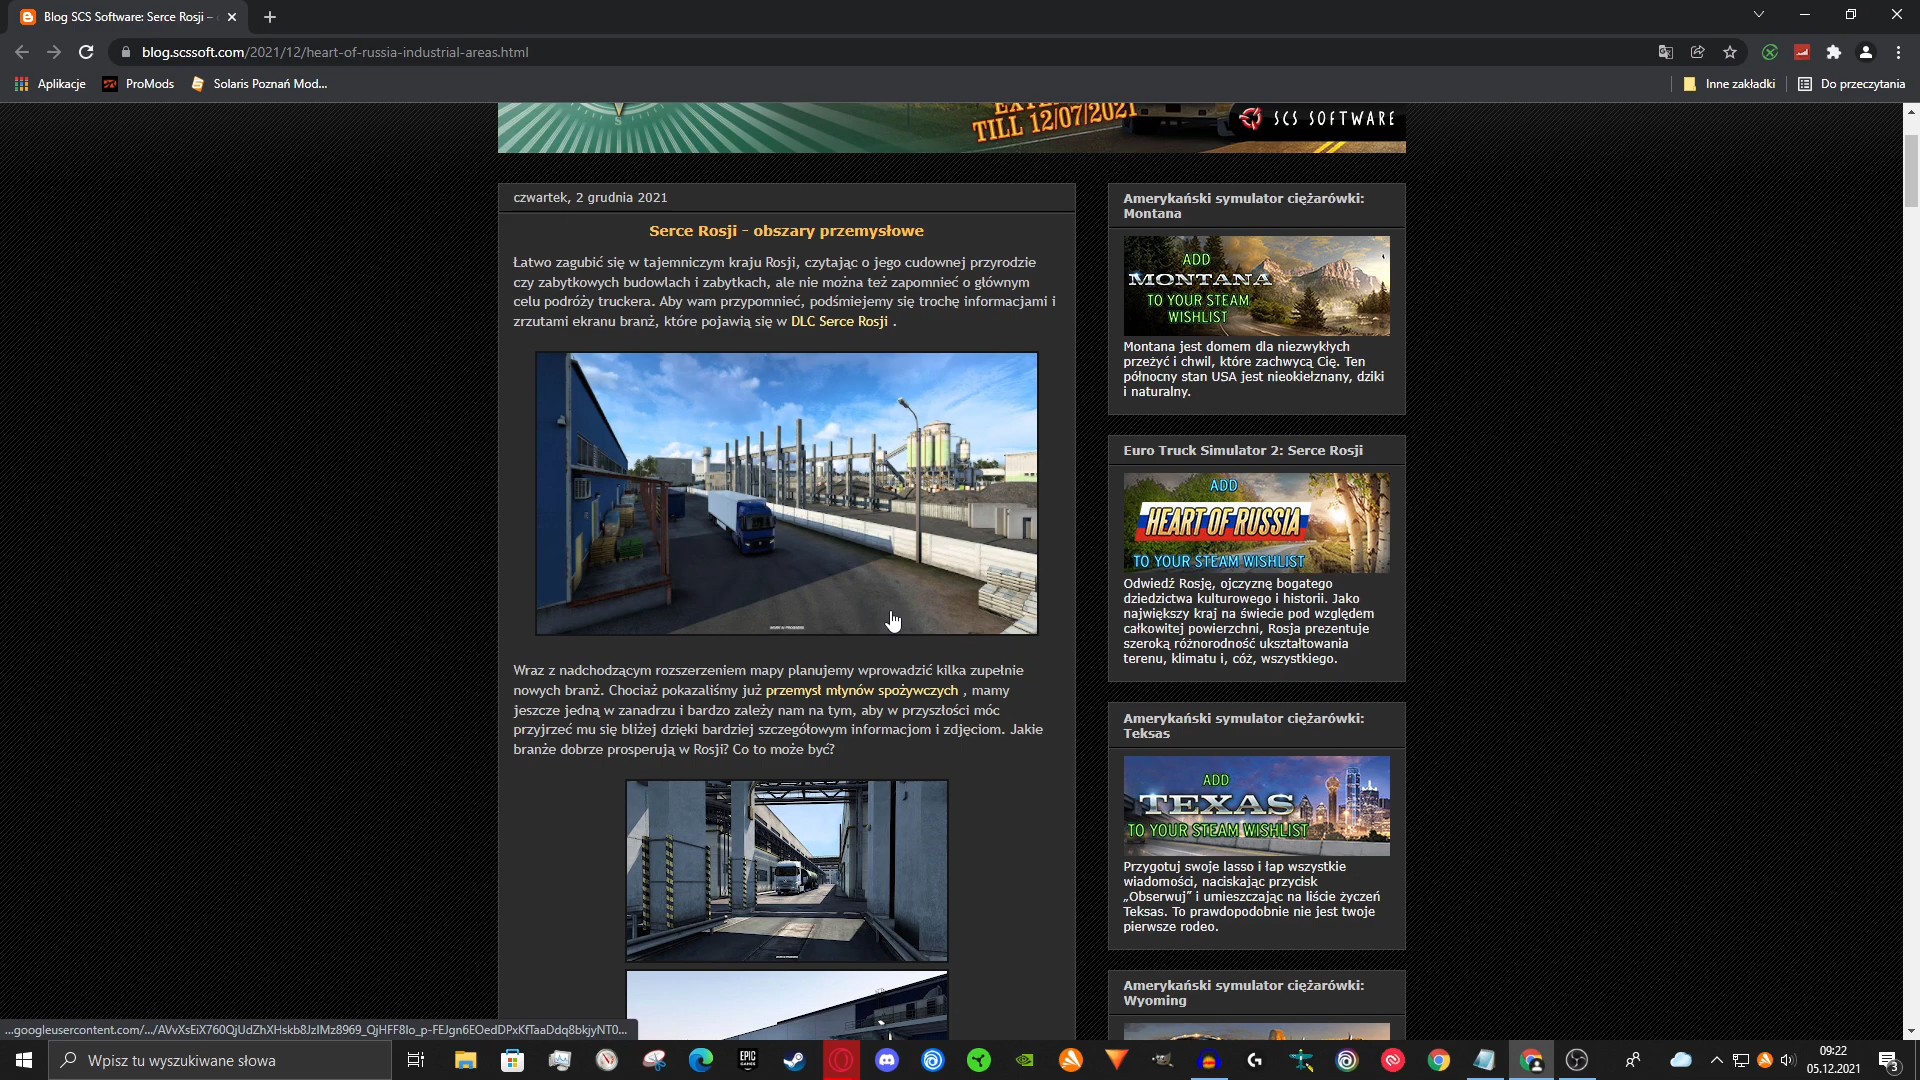 Blog SCS Software: Serce Rosji –
blog.scssoft.com/2021/12/heart-of-russia-industrial-areas.html
Aplikacje
ProMods
Solaris Poznań Mod...
Inne zakładki
Do przeczytania
TILL 12/07/2021
SCS SOFTWARE
czwartek, 2 grudnia 2021
Serce Rosji - obszary przemysłowe
Łatwo zagubić się w tajemniczym kraju Rosji, czytając o jego cudownej przyrodzie
czy zabytkowych budowlach i zabytkach, ale nie można też zapomnieć o głównym
celu podróży truckera. Aby wam przypomnieć, podśmiejemy się trochę informacjami i
zrzutami ekranu branż, które pojawią się w DLC Serce Rosji .
Wraz z nadchodzącym rozszerzeniem mapy planujemy wprowadzić kilka zupełnie
nowych branż. Chociaż pokazaliśmy już przemysł młynów spożywczych , mamy
jeszcze jedną w zanadrzu i bardzo zależy nam na tym, aby w przyszłości móc
przyjrzeć mu się bliżej dzięki bardziej szczegółowym informacjom i zdjęciom. Jakie
branże dobrze prosperują w Rosji? Co to może być?
Amerykański symulator ciężarówki:
Montana
ADD
MONTANA
TO YOUR STEAM
WISHLIST
Montana jest domem dla niezwykłych
przeżyć i chwil, które zachwycą Cię. Ten
północny stan USA jest nieokiełznany, dziki
i naturalny.
Euro Truck Simulator 2: Serce Rosji
ADD
HEART OF RUSSIA
TO YOUR STEAM WISHLIST
Odwiedź Rosję, ojczyznę bogatego
dziedzictwa kulturowego i historii. Jako
największy kraj na świecie pod względem
całkowitej powierzchni, Rosja prezentuje
szeroką różnorodność ukształtowania
terenu, klimatu i, cóż, wszystkiego.
Amerykański symulator ciężarówki:
Teksas
ADD
TEXAS
TO YOUR STEAM WISHLIST
Przygotuj swoje lasso i łap wszystkie
wiadomości, naciskając przycisk
„Obserwuj” i umieszczając na liście życzeń
Teksas. To prawdopodobnie nie jest twoje
pierwsze rodeo.
Amerykański symulator ciężarówki:
Wyoming
Wpisz tu wyszukiwane słowa
EPIC
GAMES
09:22
05.12.2021
3